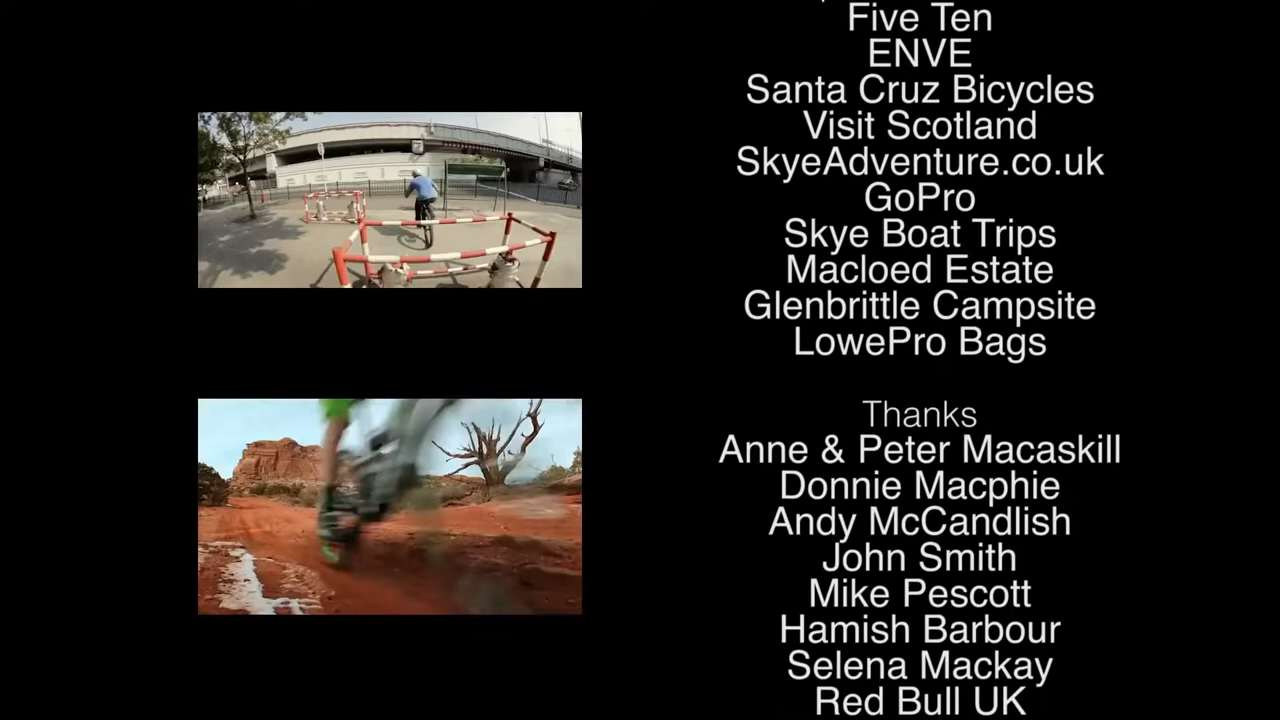 Five Ten
ENVE
Santa Cruz Bicycles
Visit Scotland
SkyeAdventure.co.uk
GoPro
Skye Boat Trips
Macloed Estate
Glenbrittle Campsite
LowePro Bags
Thanks
Anne & Peter Macaskill
Donnie Macphie
Andy McCandlish
John Smith
Mike Pescott
Hamish Barbour
Selena Mackay
Red Bull UK